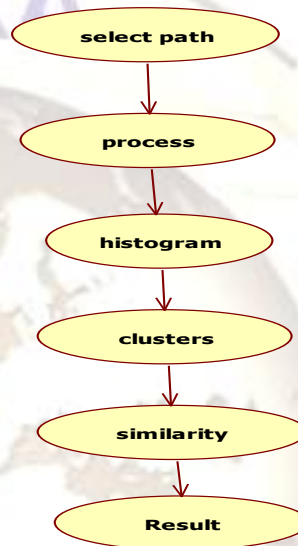 select path
process
histogram
clusters
similarity
Result